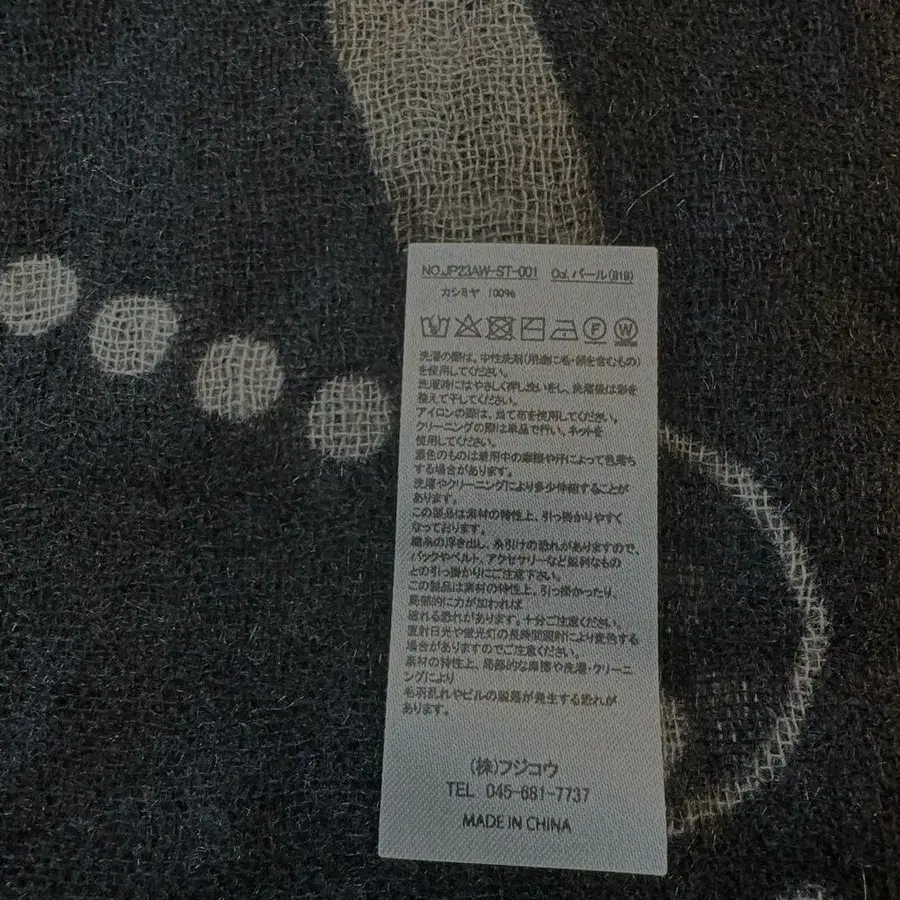 NO.JP23AW-ST-001 Col.パール(819)
カシミヤ 100%
F W
洗濯の際は、中性洗剤(用途に毛・絹を含むもの)
を使用してください。
洗濯時にはやさしく押し洗いをし、洗濯後は形を
整えて干してください。
アイロンの際は、当て布を使用してください。
クリーニングの際は単品で行い、ネットを
使用してください。
濃色のものは着用中の摩擦や汗によって色落ち
する場合があります。
洗濯やクリーニングにより多少伸縮することが
あります。
この製品は素材の特性上、引っ掛かりやすく
なっております。
織糸の浮き出し、糸引けの恐れがありますので、
バックやベルト、アクセサリーなど鋭利なもの
との引っ掛かりにご注意下さい。
この製品は素材の特性上、引っ掛かったり、
局部的に力が加われば
破れる恐れがあります。十分ご注意ください。
直射日光や蛍光灯の長時間照射により変色する
場合がありますのでご注意ください。
素材の特性上、局部的な摩擦や洗濯・クリーニ
ングにより
毛羽乱れやピルの脱落が発生する恐れが
あります。
(株)フジコウ
TEL 045-681-7737
MADE IN CHINA